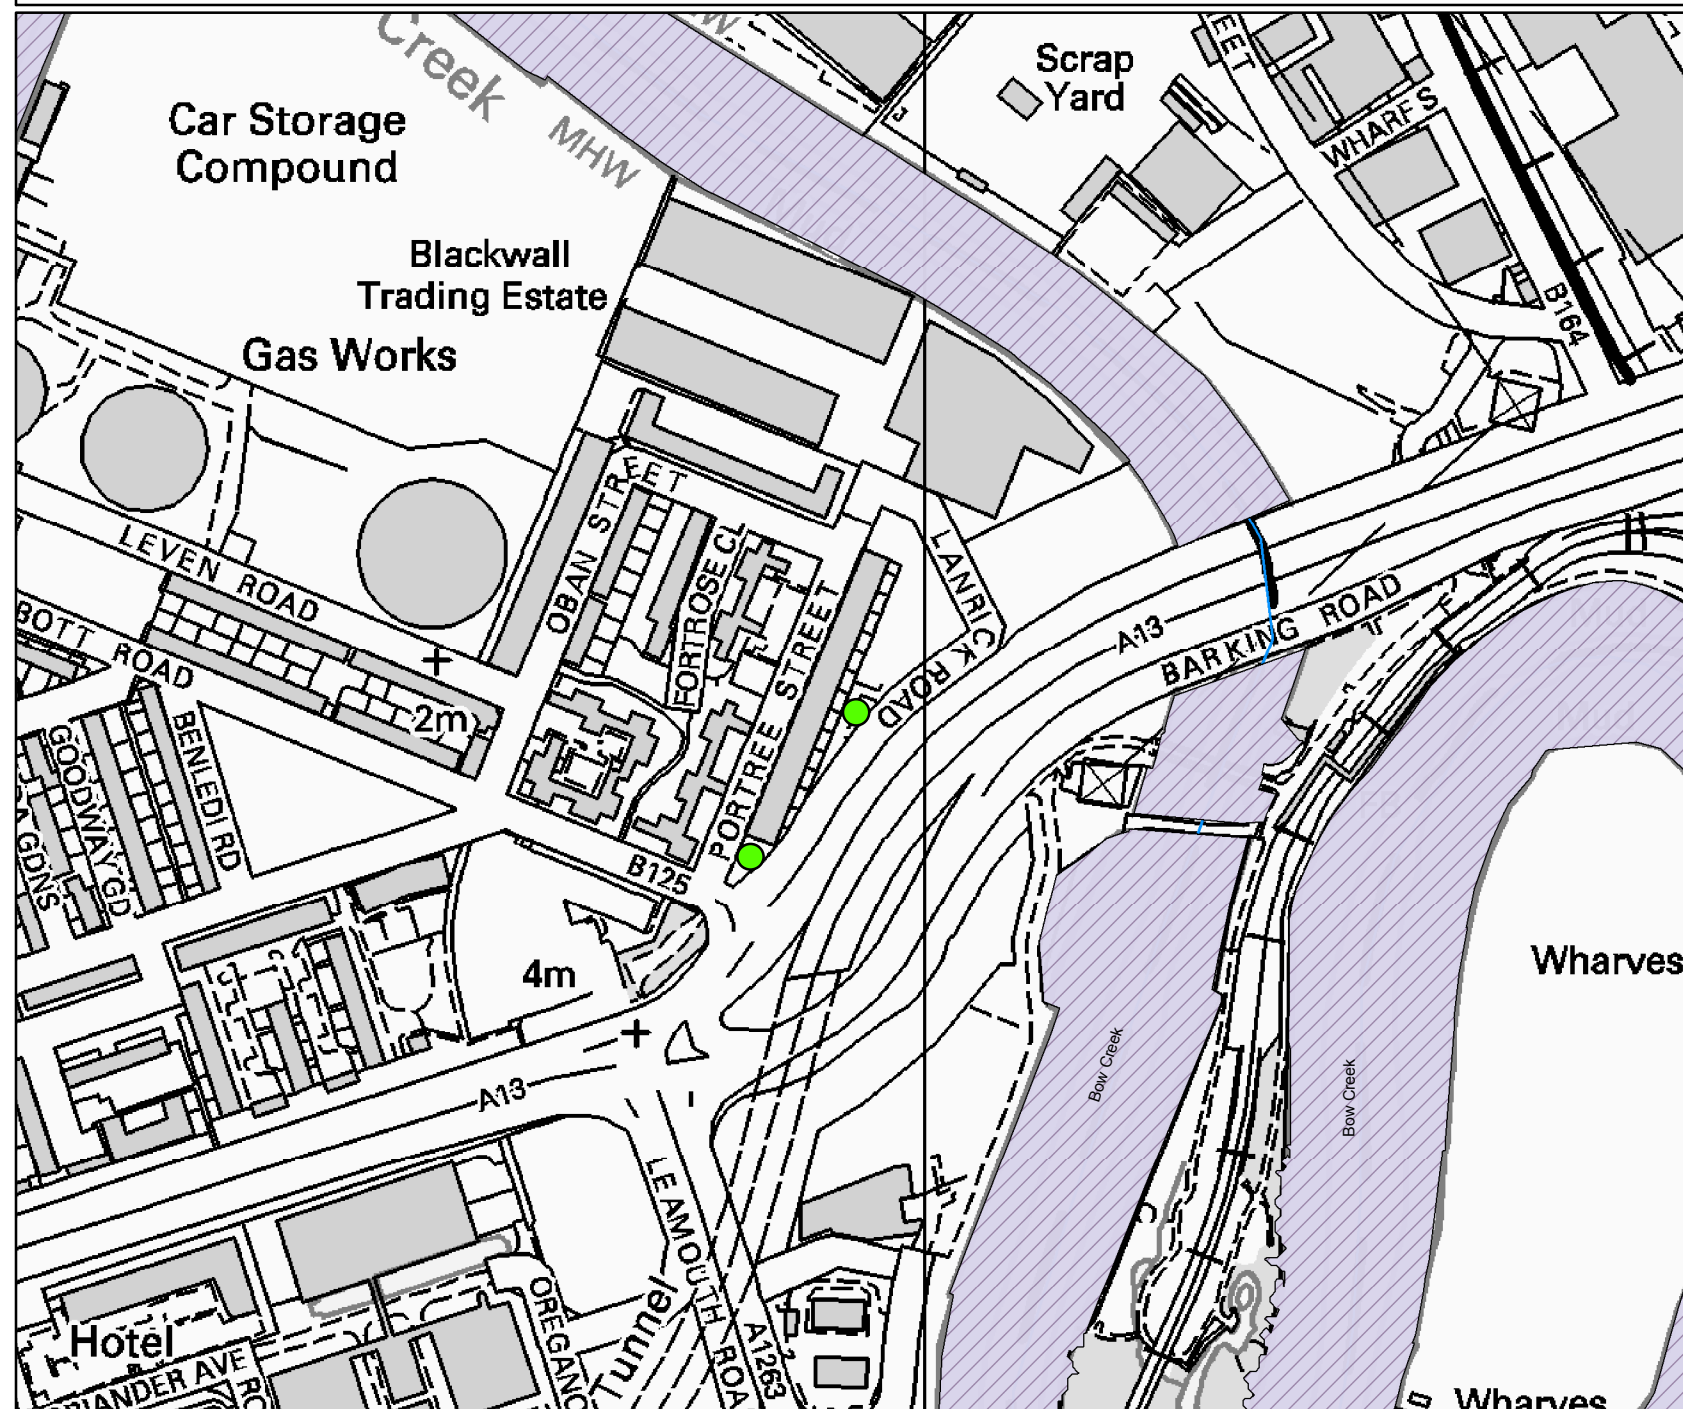 Creek
MHW
Scrap
Yard
WHARFS
B164
Car Storage
Compound
Blackwall
Trading Estate
Gas Works
LEVEN ROAD
OBAN STREET
FORTROSE CL
PORTREE STREET
LANRICK ROAD
A13
BARKING ROAD
ROAD
2m
BENLEDI RD
GOODWAY GD
GDNS
B125
4m
A13
Bow Creek
Bow Creek
Wharves
LEAMOUTH ROA
A1263
Tunnel
OREGANO
Hotel
Wharves